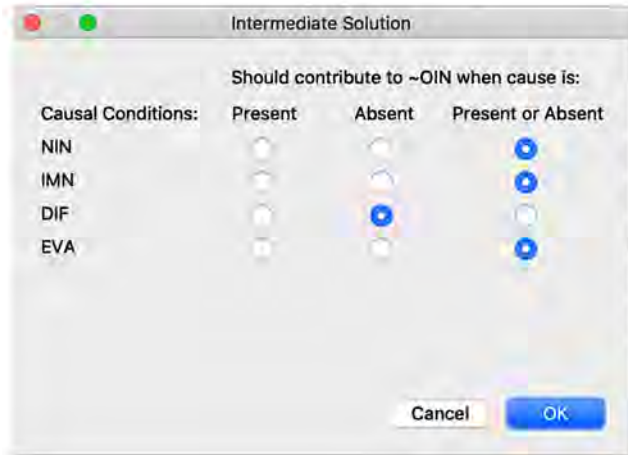 Intermediate Solution
Should contribute to ~OIN when cause is:
Causal Conditions: Present Absent Present or Absent
NIN
IMN
DIF
EVA
Cancel OK